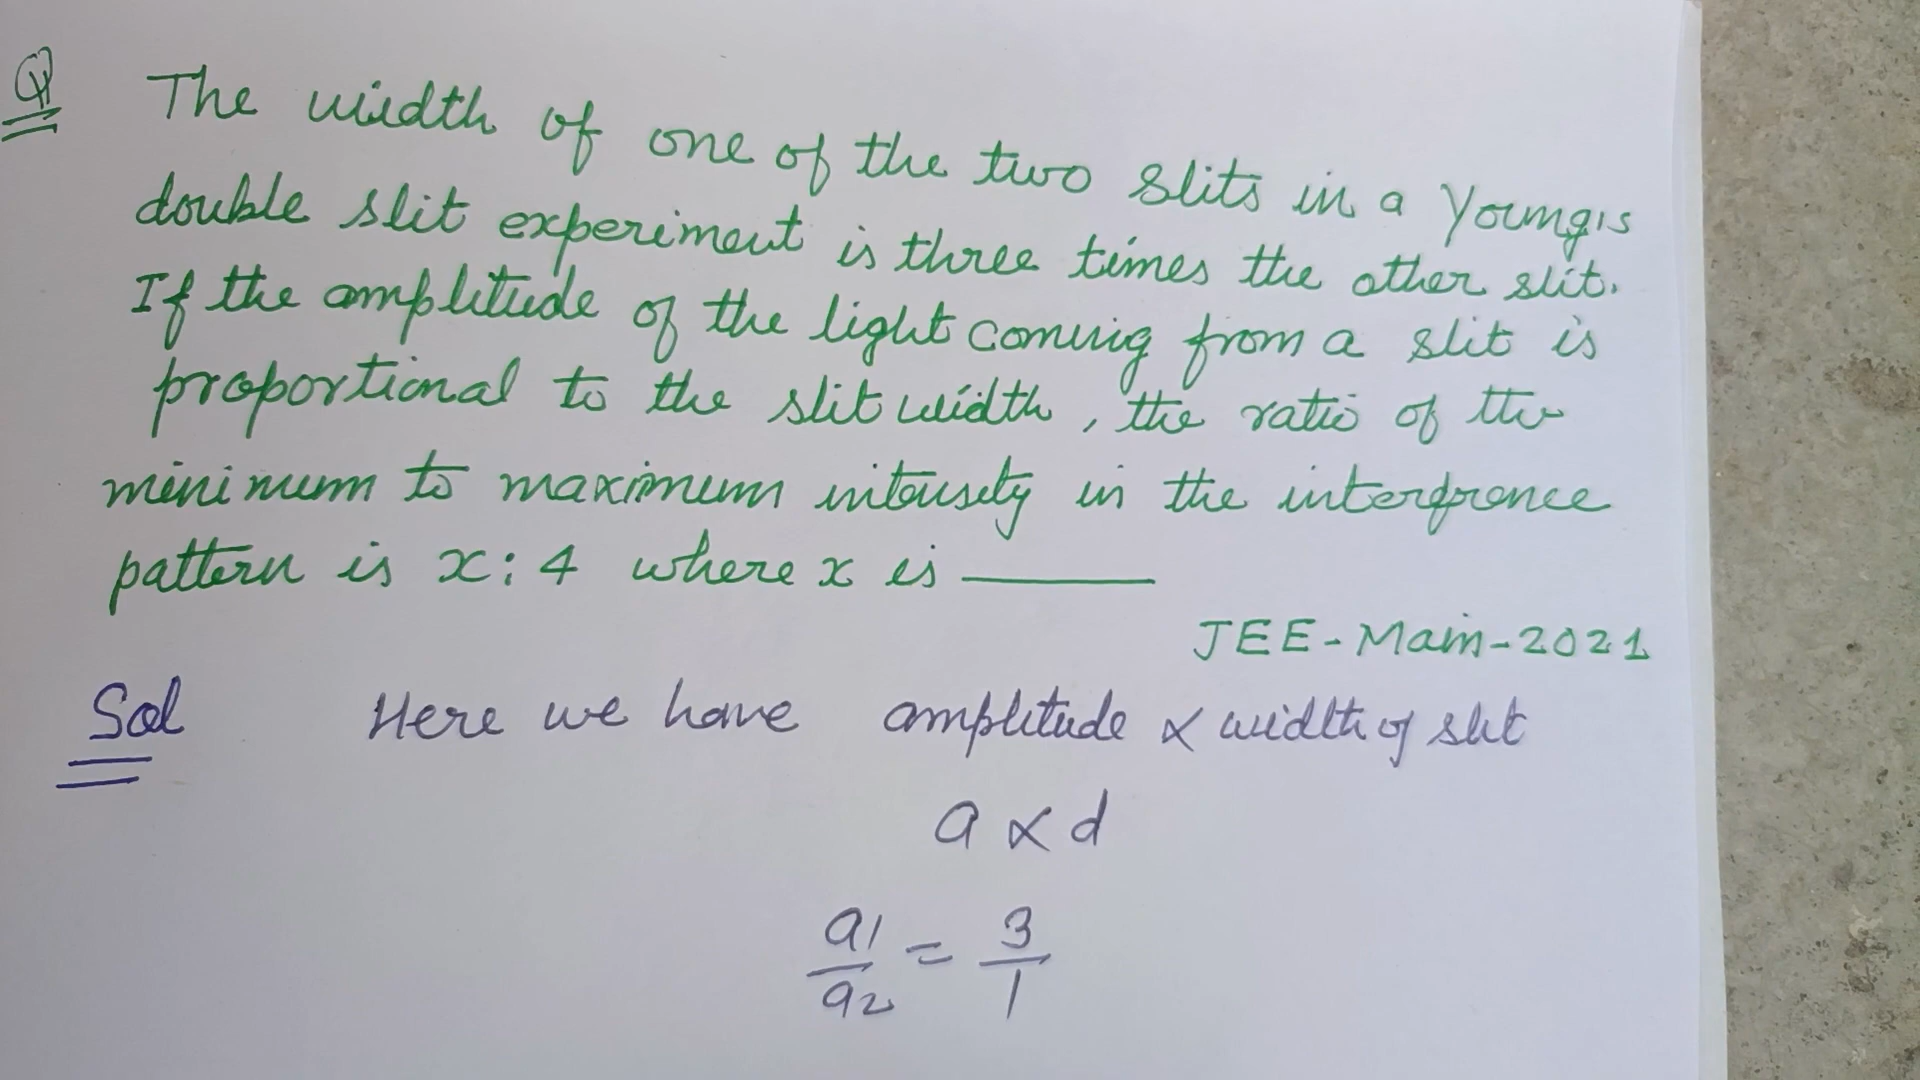 Q
The width of one of the two slits in a Young's
double slit experiment is three times the other slit.
If the amplitude of the light coming from a slit is
proportional to the slit width, the ratio of the
minimum to maximum intensity in the interference
pattern is x : 4 where x is ______
JEE-Main-2021
Sol Here we have amplitude ∝ width of slit
a ∝ d
a1/a2 = 3/1